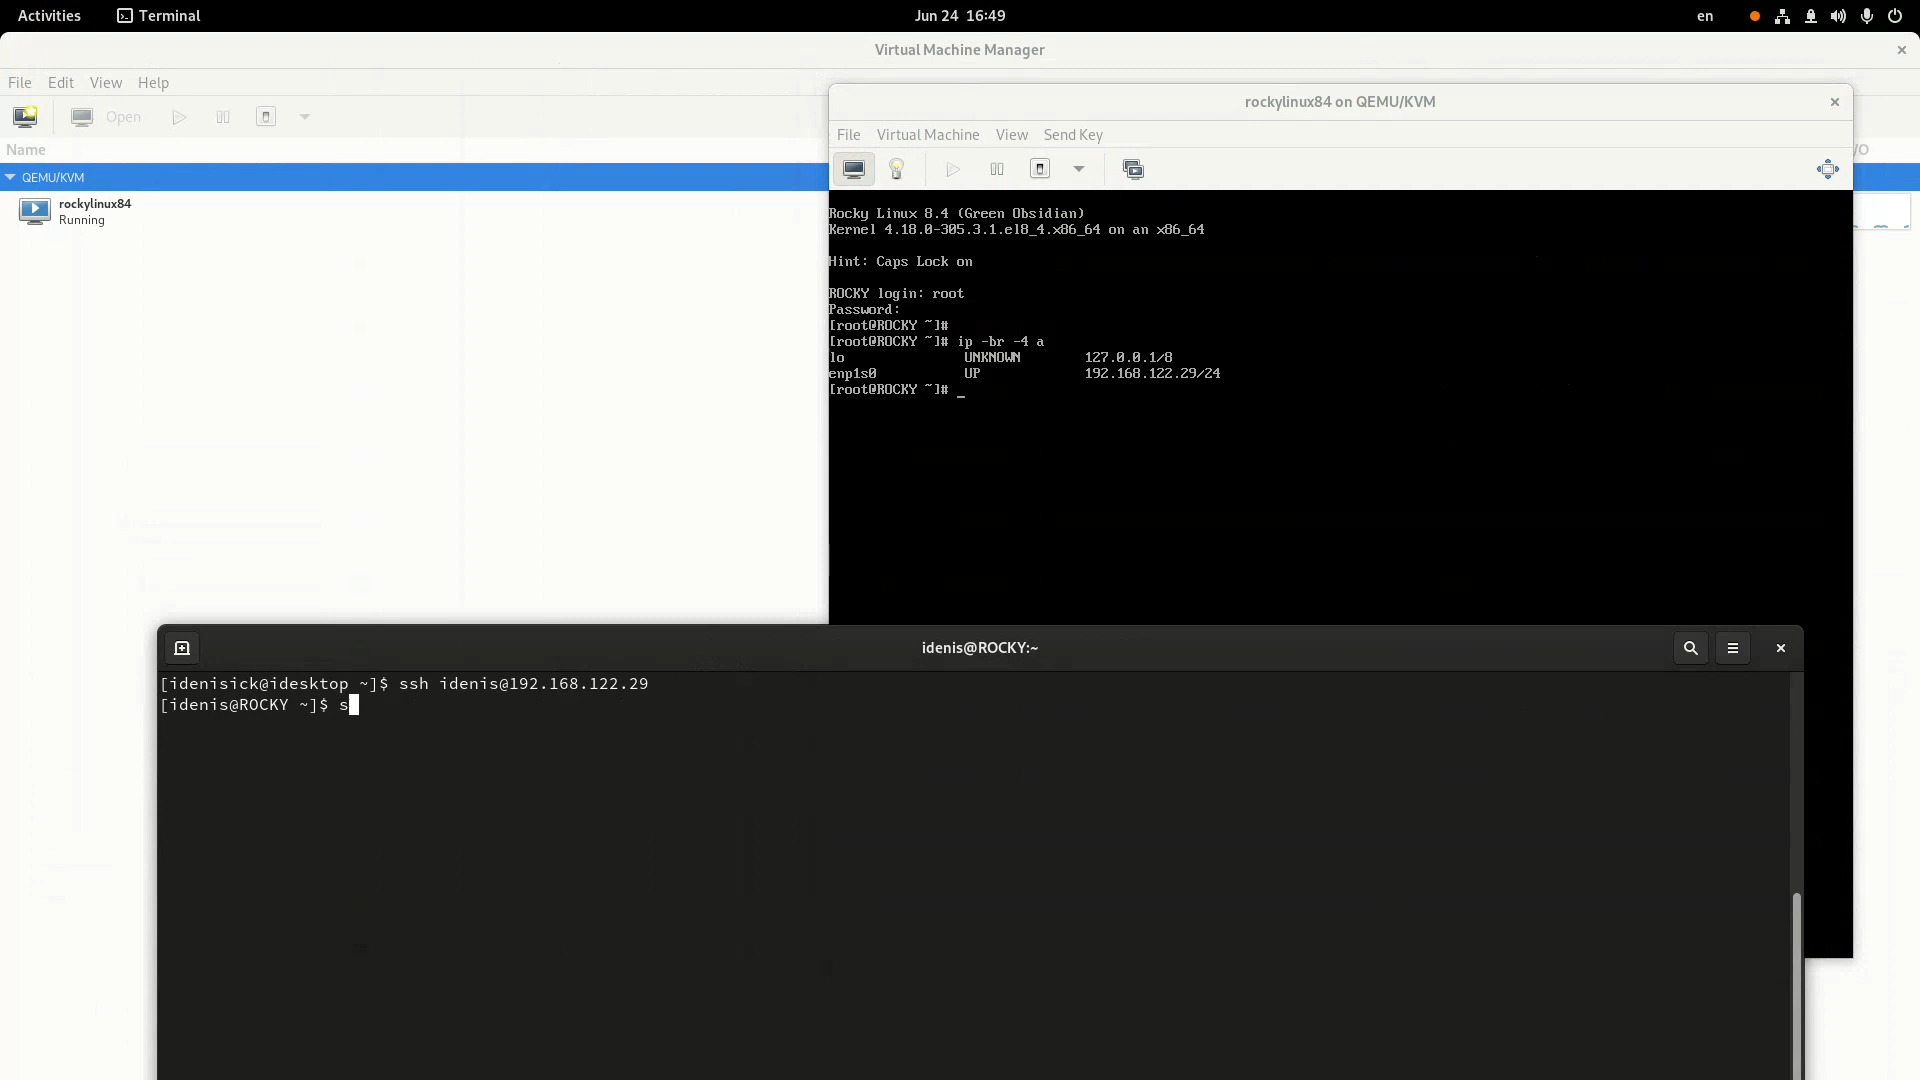 Activities Terminal Jun 24 16:49 en
Virtual Machine Manager
File Edit View Help
Open
Name
QEMU/KVM
rockylinux84
Running
rockylinux84 on QEMU/KVM
File Virtual Machine View Send Key
/O
Rocky Linux 8.4 (Green Obsidian)
Kernel 4.18.0-305.3.1.el8_4.x86_64 on an x86_64
Hint: Caps Lock on
ROCKY login: root
Password:
[root@ROCKY ~]#
[root@ROCKY ~]# ip -br -4 a
lo UNKNOWN 127.0.0.1/8
enp1s0 UP 192.168.122.29/24
[root@ROCKY ~]# _
idenis@ROCKY:~
[idenisick@idesktop ~]$ ssh idenis@192.168.122.29
[idenis@ROCKY ~]$ s